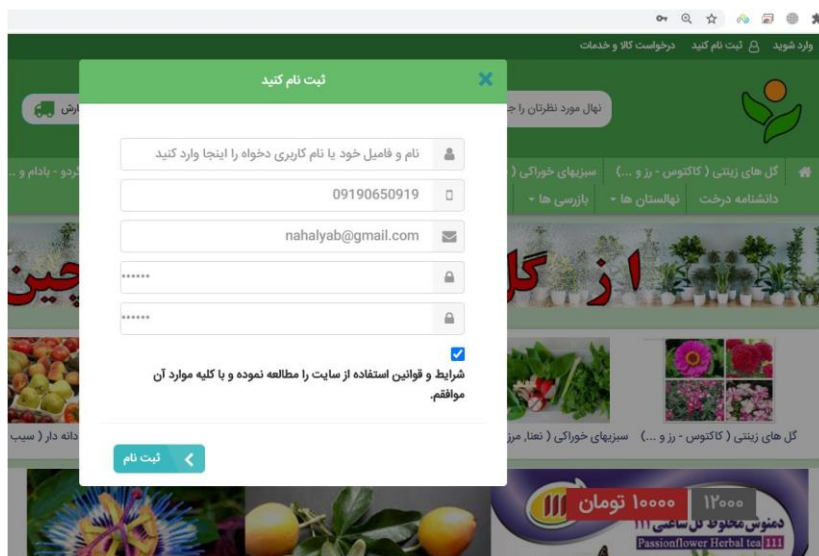 وارد شوید ثبت نام کنید درخواست کالا و خدمات
ثبت نام کنید
نهال مورد نظرتان را
نام و فامیل خود یا نام کاربری دخواه را اینجا وارد کنید
09190650919
nahalyab@gmail.com
••••••
••••••
شرایط و قوانین استفاده از سایت را مطالعه نموده و با کلیه موارد آن
موافقم.
ثبت نام
گل های زینتی ( کاکتوس - رز و ...) سبزیهای خوراکی (
گردو - بادام و ...
دانشنامه درخت نهالستان ها بازرسی ها
از گل
چین
گل های زینتی ( کاکتوس - رز و ...) سبزیهای خوراکی ( نعنا,
دانه دار ( سیب
۱۲۰۰۰ ۱۰۰۰۰ تومان
دمنوش مخلوط گل ساعتی ۱۱۱
Passionflower Herbal tea 111